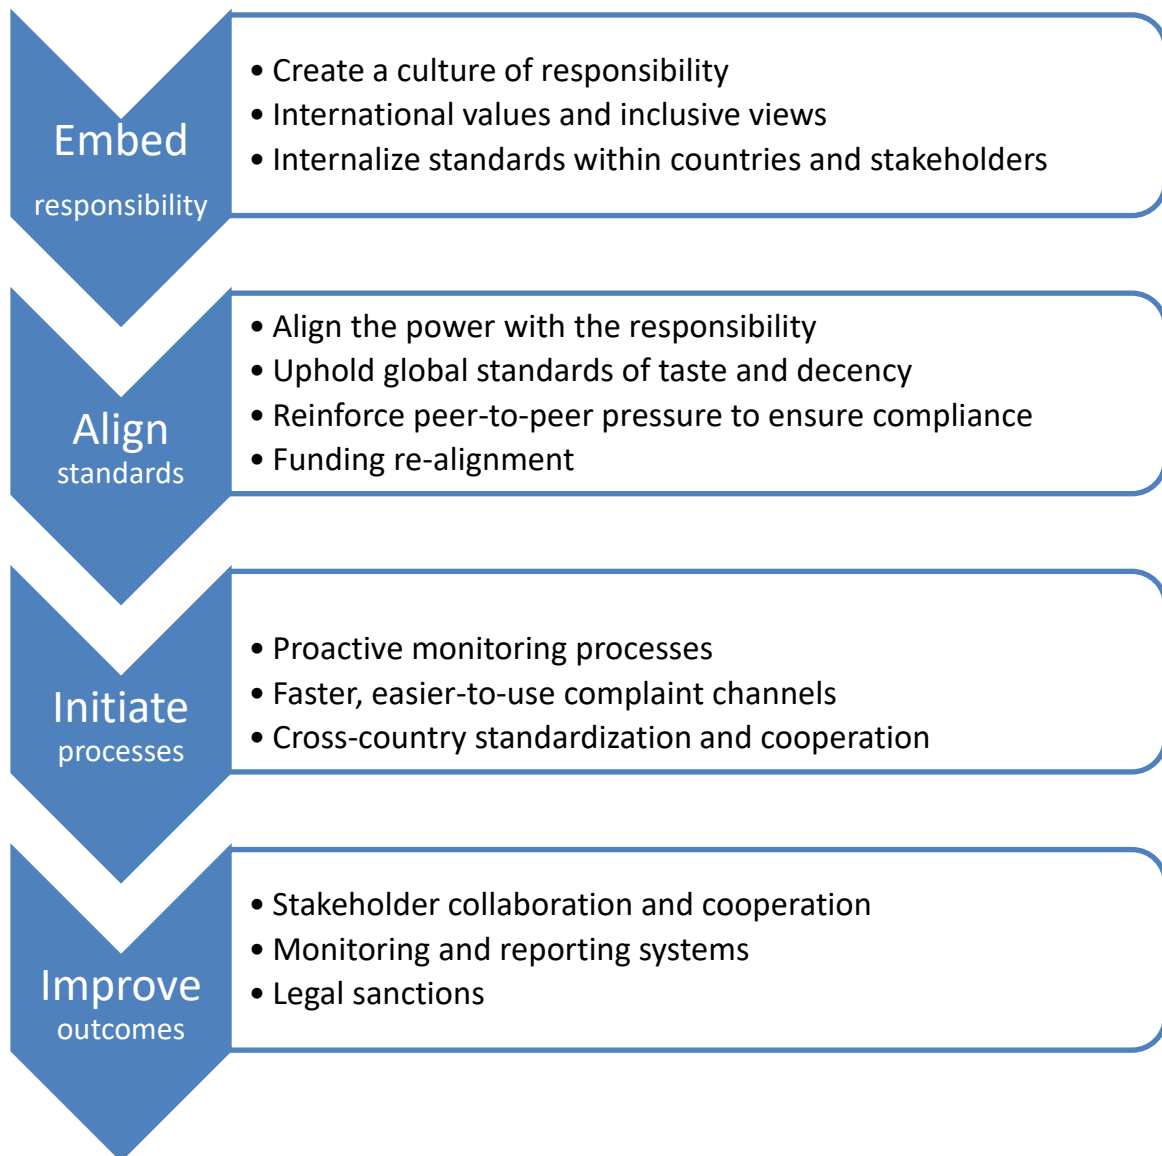 Embed
responsibility
• Create a culture of responsibility
• International values and inclusive views
• Internalize standards within countries and stakeholders
Align
standards
• Align the power with the responsibility
• Uphold global standards of taste and decency
• Reinforce peer-to-peer pressure to ensure compliance
• Funding re-alignment
Initiate
processes
• Proactive monitoring processes
• Faster, easier-to-use complaint channels
• Cross-country standardization and cooperation
Improve
outcomes
• Stakeholder collaboration and cooperation
• Monitoring and reporting systems
• Legal sanctions